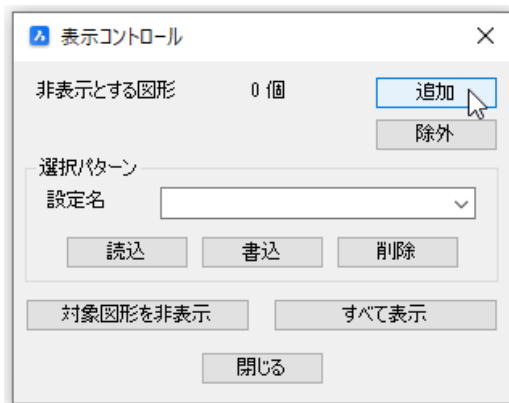 表示コントロール
非表示とする図形 0 個 追加
除外
選択パターン
設定名
読込 書込 削除
対象図形を非表示 すべて表示
閉じる